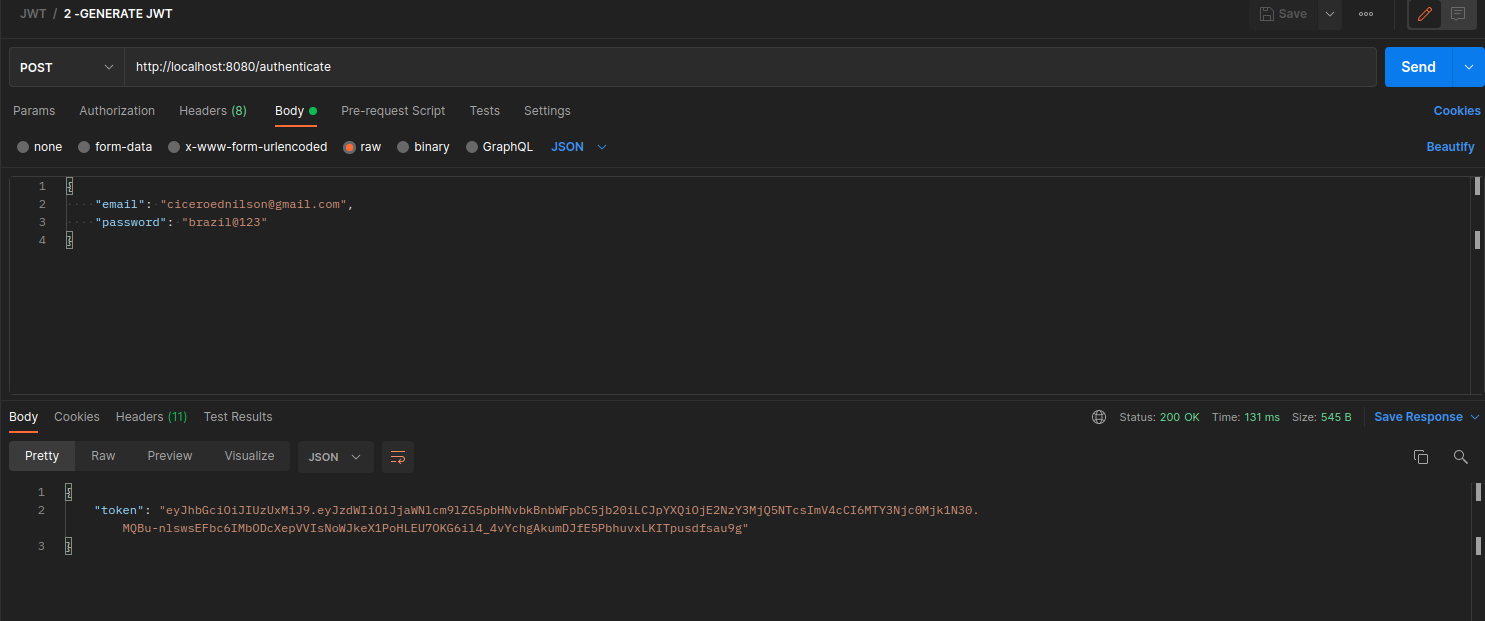 JWT / 2 -GENERATE JWT Save
POST http://localhost:8080/authenticate Send
Params Authorization Headers (8) Body Pre-request Script Tests Settings Cookies
none form-data x-www-form-urlencoded raw binary GraphQL JSON Beautify
1 {
2 "email": "ciceroednilson@gmail.com",
3 "password": "brazil@123"
4 }
Body Cookies Headers (11) Test Results Status: 200 OK Time: 131 ms Size: 545 B Save Response
Pretty Raw Preview Visualize JSON
1 {
2 "token": "eyJhbGciOiJIUzUxMiJ9.eyJzdWIiOiJjaWNlcm9lZG5pbHNvbkBnbWFpbC5jb20iLCJpYXQiOjE2NzY3MjQ5NTcsImV4cCI6MTY3Njc0Mjk1N30.
MQBu-nlswsEFbc6IMbODcXepVVIsNoWJkeX1PoHLEU7OKG6il4_4vYchgAkumDJfE5PbhuvxLKITpusdfsau9g"
3 }